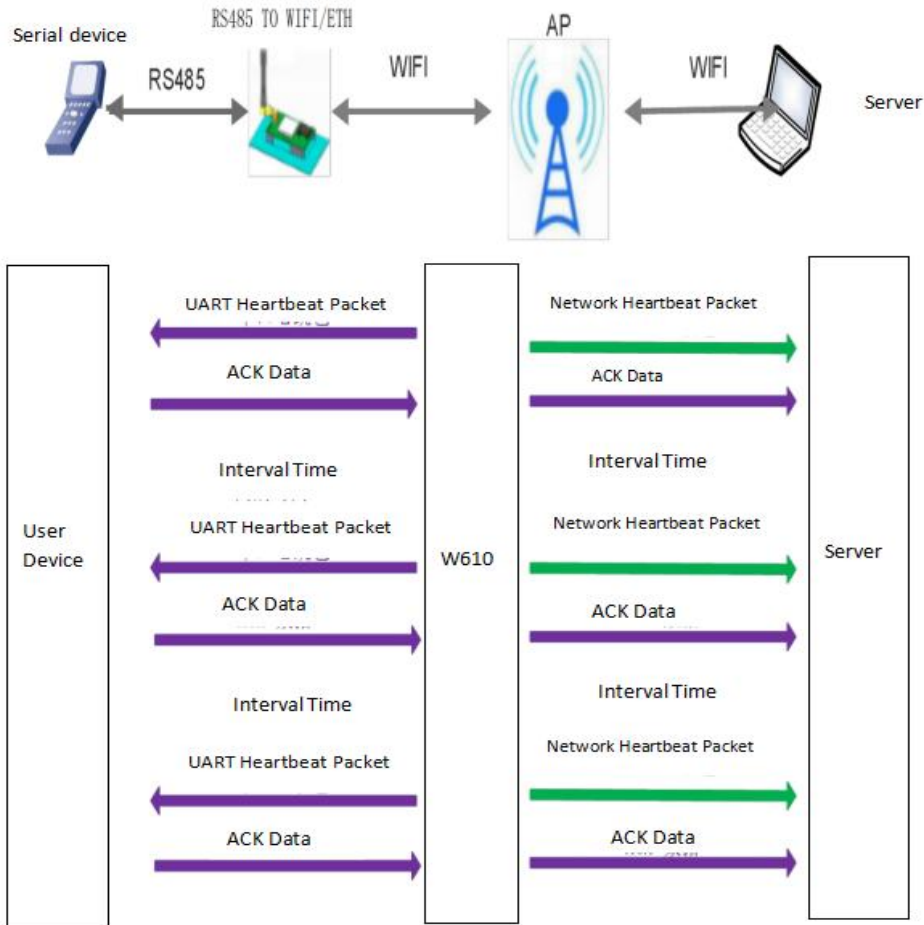 RS485 TO WIFI/ETH
Serial device
AP
RS485
WIFI
WIFI
Server
UART Heartbeat Packet
Network Heartbeat Packet
ACK Data
ACK Data
Interval Time
Interval Time
UART Heartbeat Packet
Network Heartbeat Packet
User
Device
W610
Server
ACK Data
ACK Data
Interval Time
Interval Time
UART Heartbeat Packet
Network Heartbeat Packet
ACK Data
ACK Data